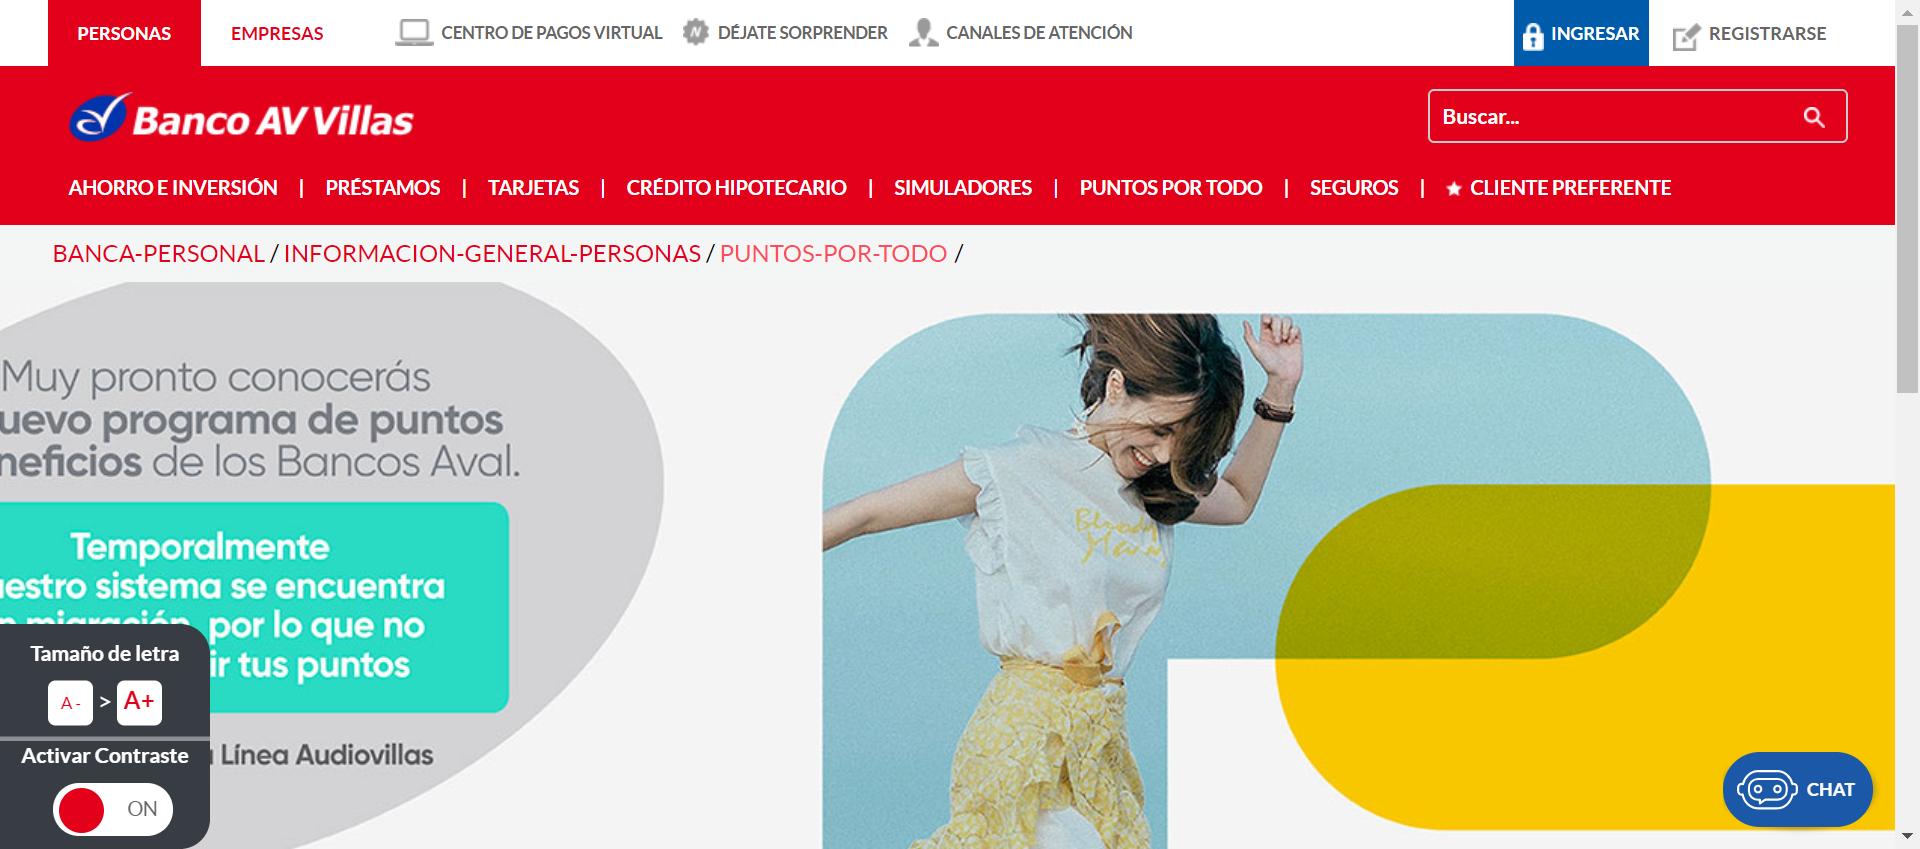 PERSONAS EMPRESAS CENTRO DE PAGOS VIRTUAL DÉJATE SORPRENDER CANALES DE ATENCIÓN INGRESAR REGISTRARSE
Banco AV Villas
Buscar...
AHORRO E INVERSIÓN | PRÉSTAMOS | TARJETAS | CRÉDITO HIPOTECARIO | SIMULADORES | PUNTOS POR TODO | SEGUROS | CLIENTE PREFERENTE
BANCA-PERSONAL / INFORMACION-GENERAL-PERSONAS / PUNTOS-POR-TODO /
Muy pronto conocerás
uevo programa de puntos
neficios de los Bancos Aval.
Temporalmente
estro sistema se encuentra
migración, por lo que no
ir tus puntos
Línea Audiovillas
Tamaño de letra
A- > A+
Activar Contraste
ON
Bloody
Mary
CHAT